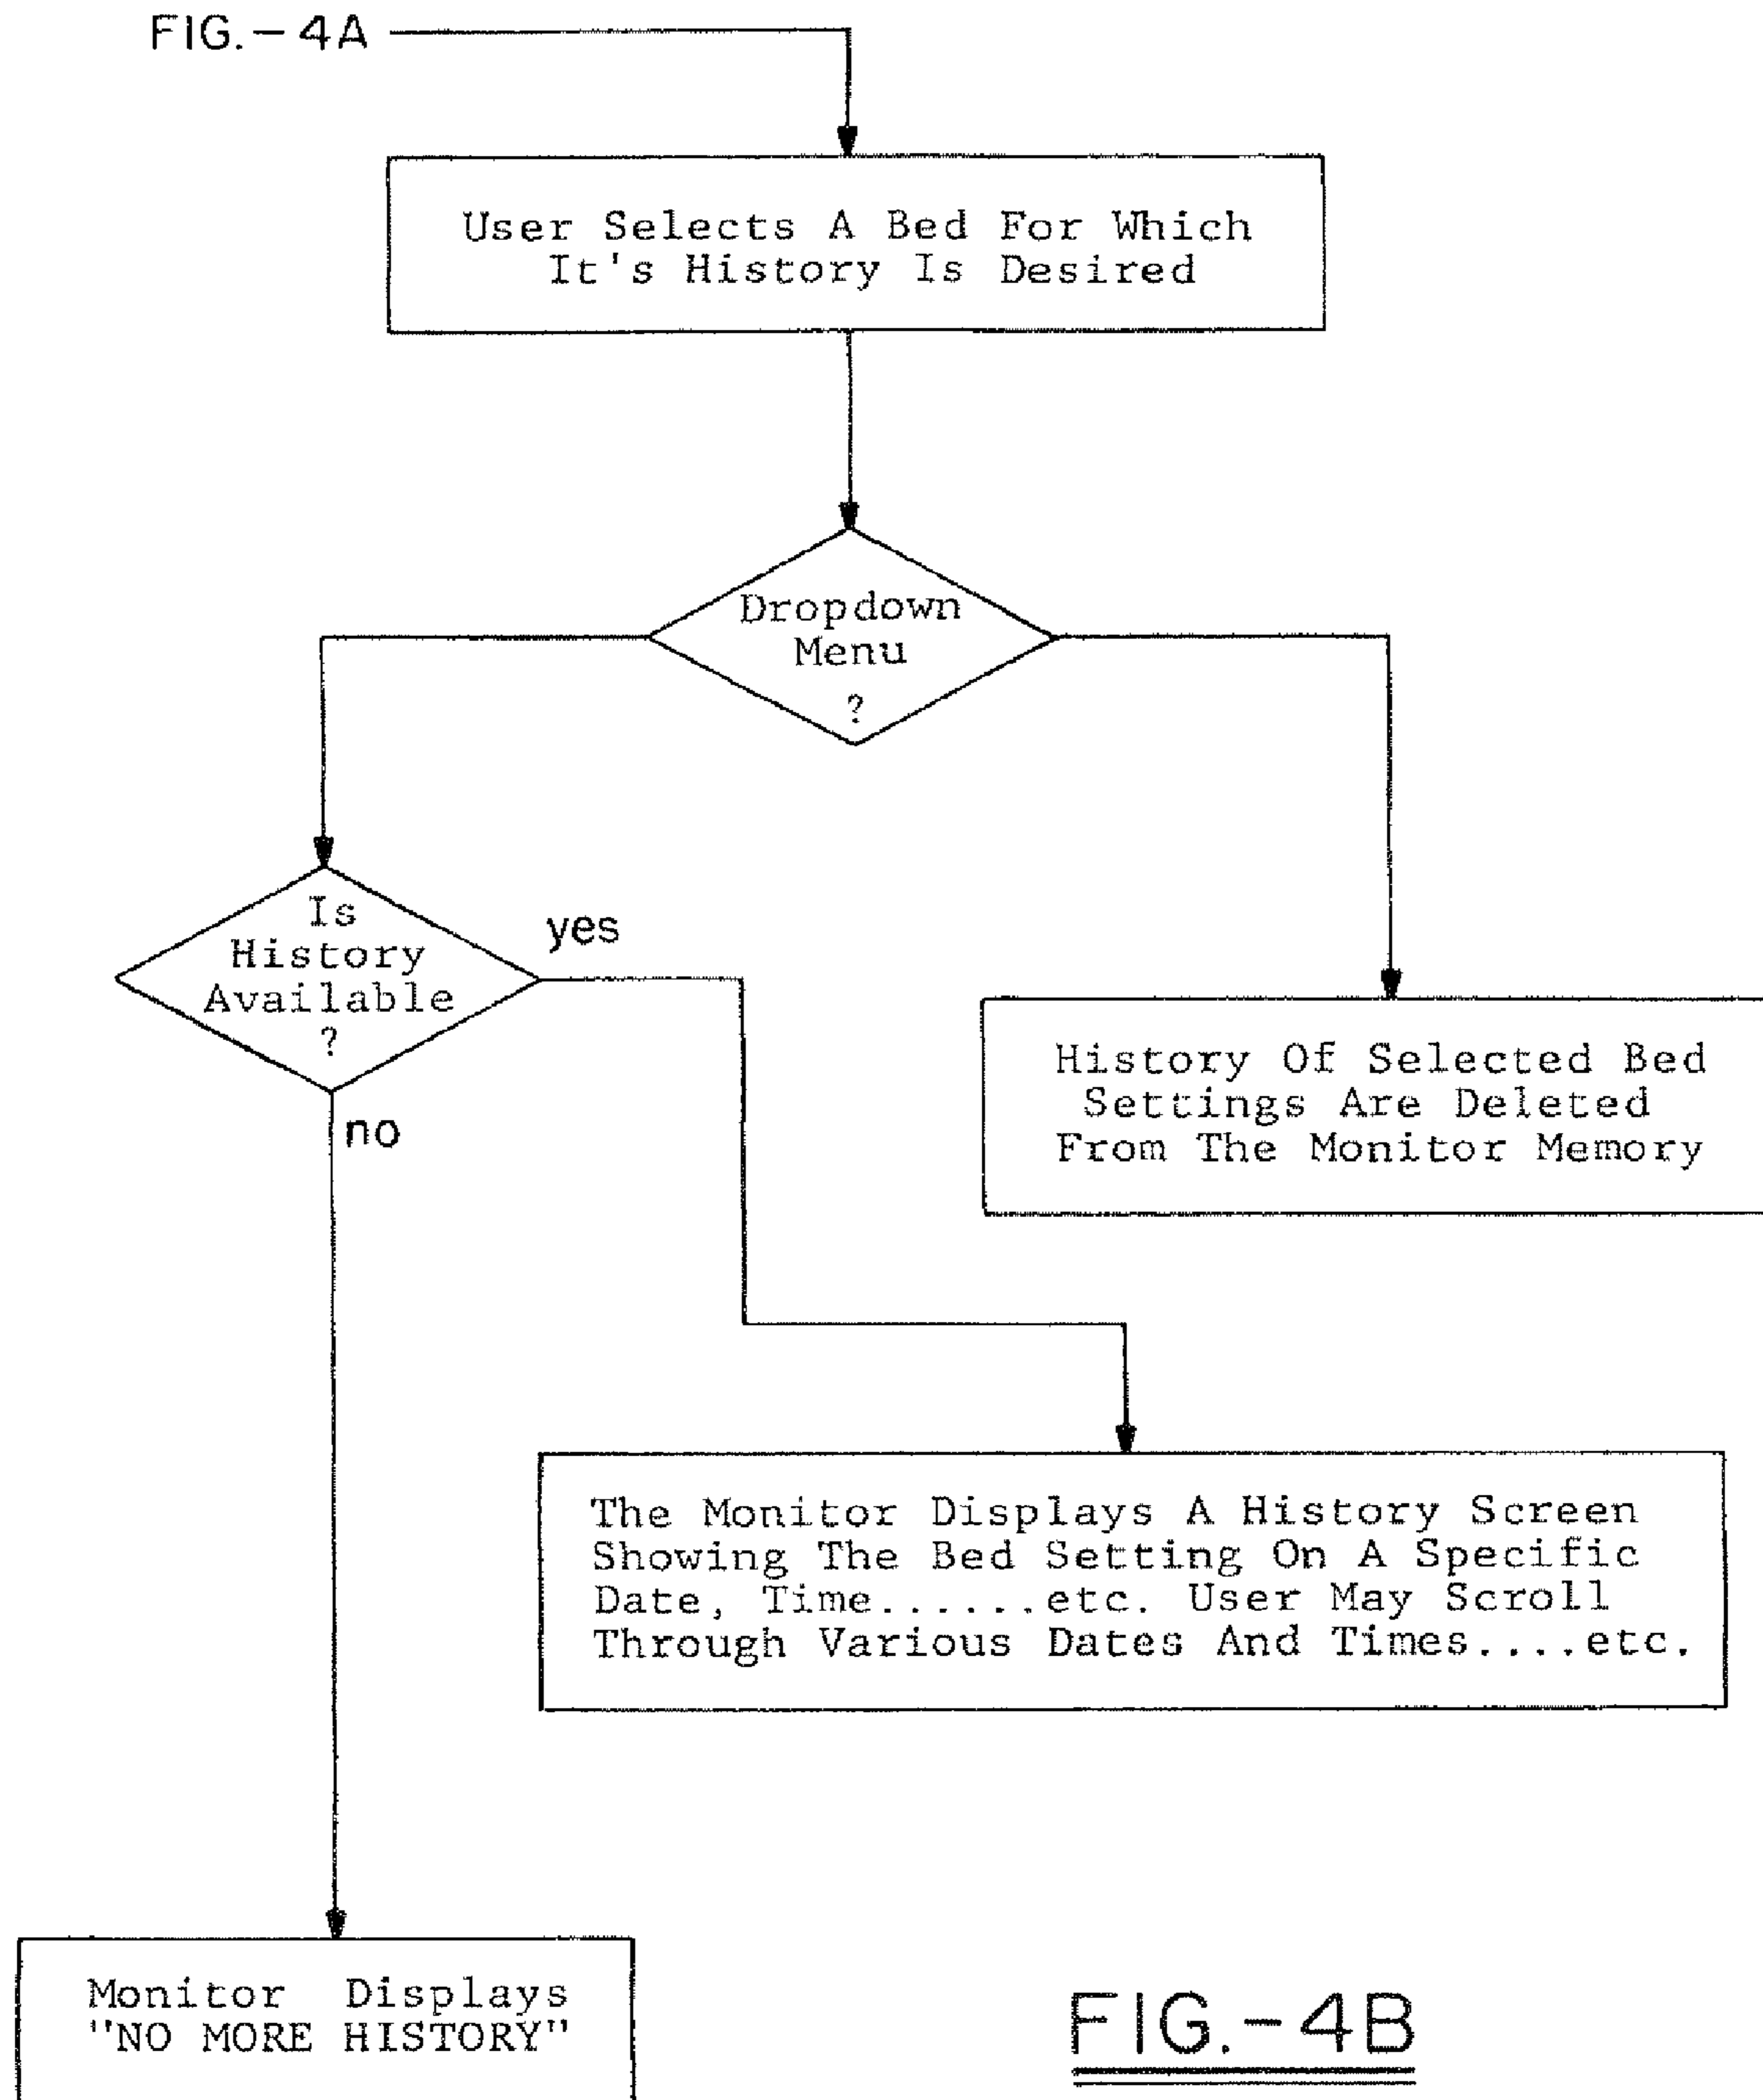 FIG.-4A
User Selects A Bed For Which
It's History Is Desired
Dropdown
Menu
?
Is
History
Available
?
yes
no
History Of Selected Bed
Settings Are Deleted
From The Monitor Memory
The Monitor Displays A History Screen
Showing The Bed Setting On A Specific
Date, Time......etc. User May Scroll
Through Various Dates And Times....etc.
Monitor Displays
"NO MORE HISTORY"
FIG.-4B